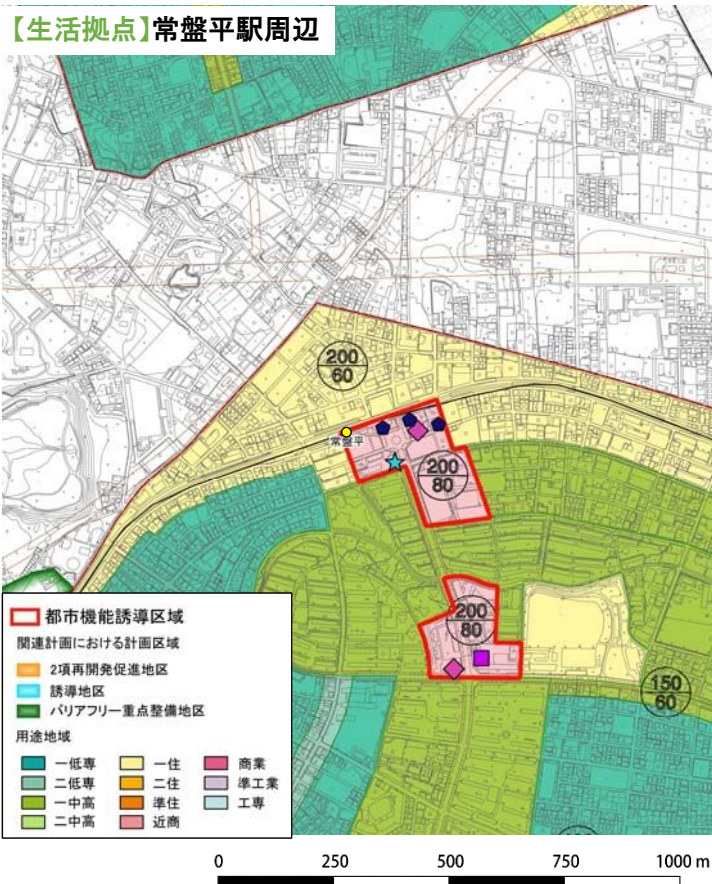 【生活拠点】常盤平駅周辺
200
60
常盤平
200
80
200
80
150
60
都市機能誘導区域
関連計画における計画区域
2項再開発促進地区
誘導地区
バリアフリー重点整備地区
用途地域
一低専 一住 商業
二低専 二住 準工業
一中高 準住 工専
二中高 近商
0 250 500 750 1000 m